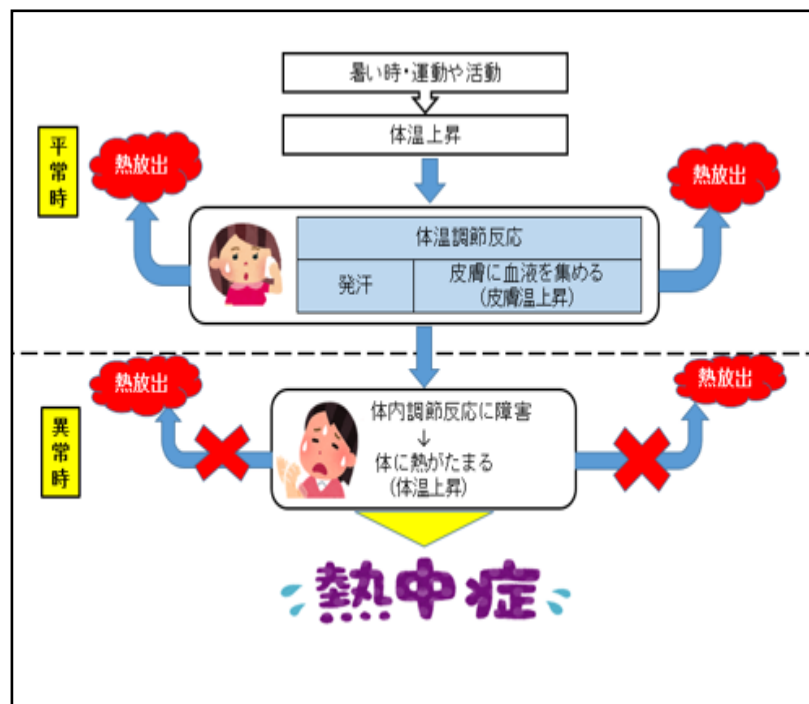 暑い時・運動や活動
体温上昇
平常時
熱放出
熱放出
体温調節反応
発汗
皮膚に血液を集める
(皮膚温上昇)
異常時
熱放出
熱放出
体内調節反応に障害
↓
体に熱がたまる
(体温上昇)
熱中症